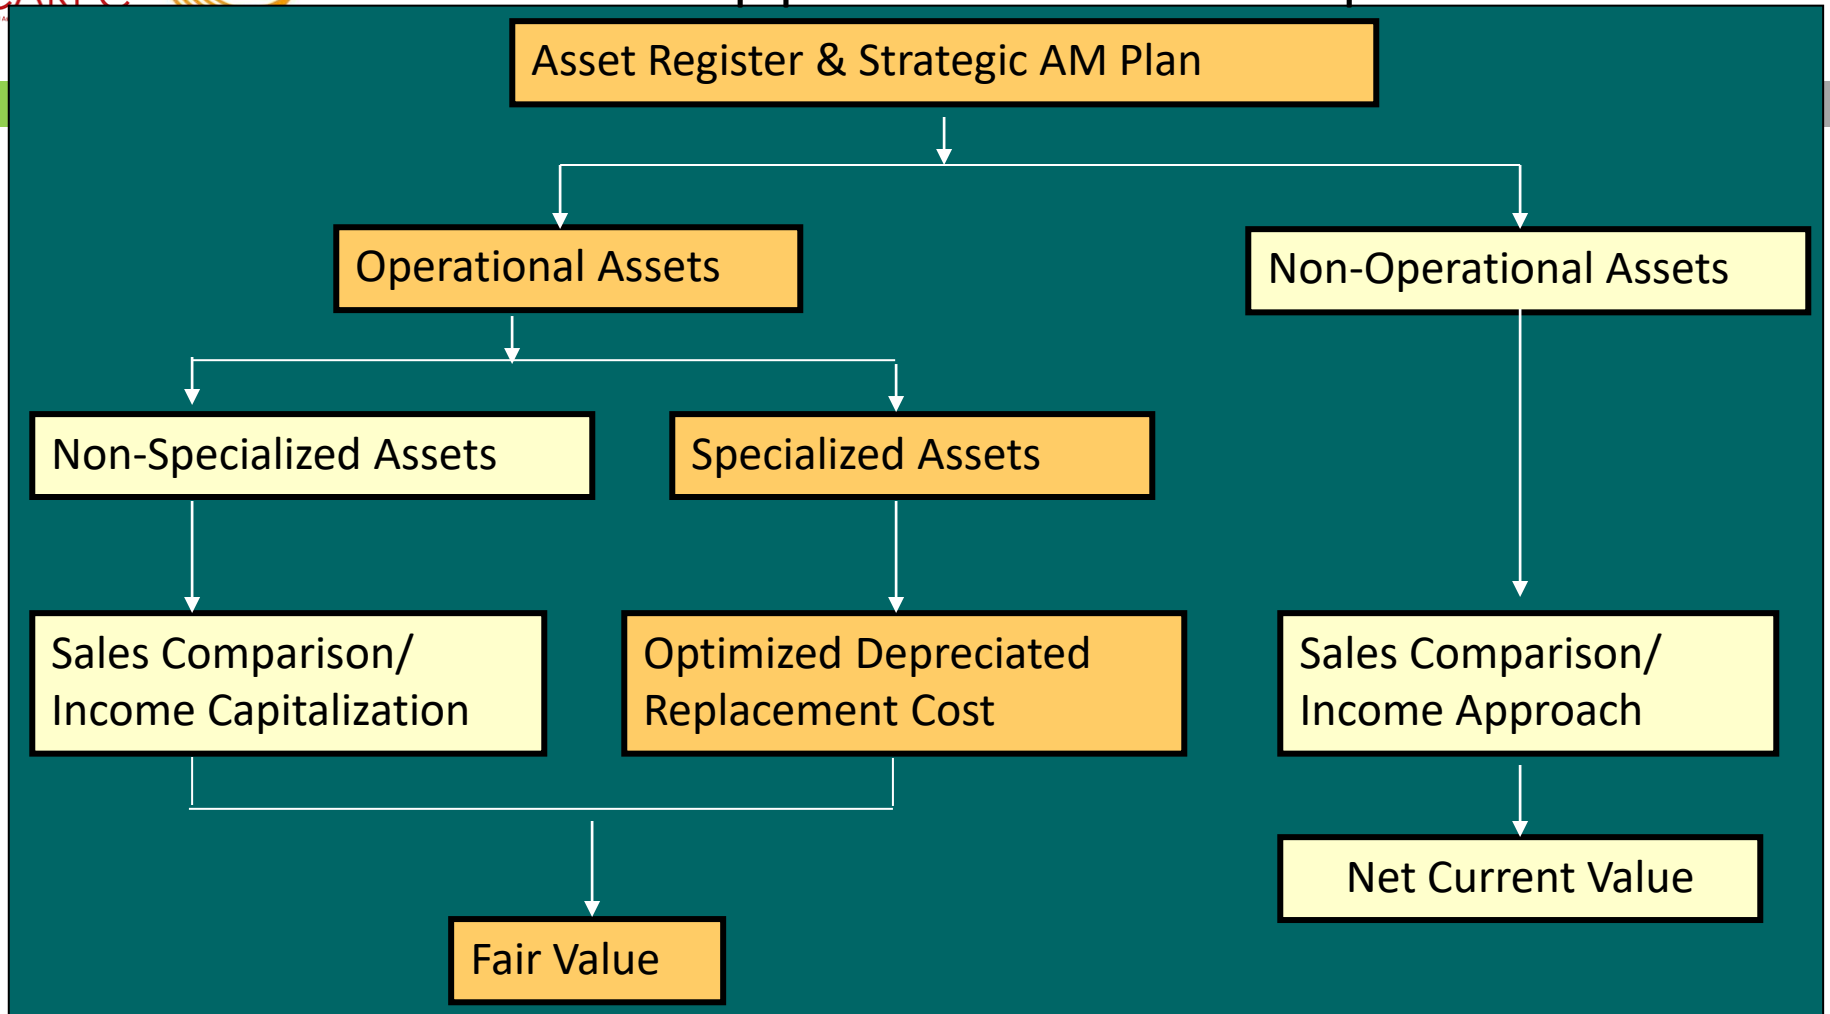 Asset Register & Strategic AM Plan
Operational Assets
Non-Operational Assets
Non-Specialized Assets
Specialized Assets
Sales Comparison/
Income Capitalization
Optimized Depreciated
Replacement Cost
Sales Comparison/
Income Approach
Net Current Value
Fair Value